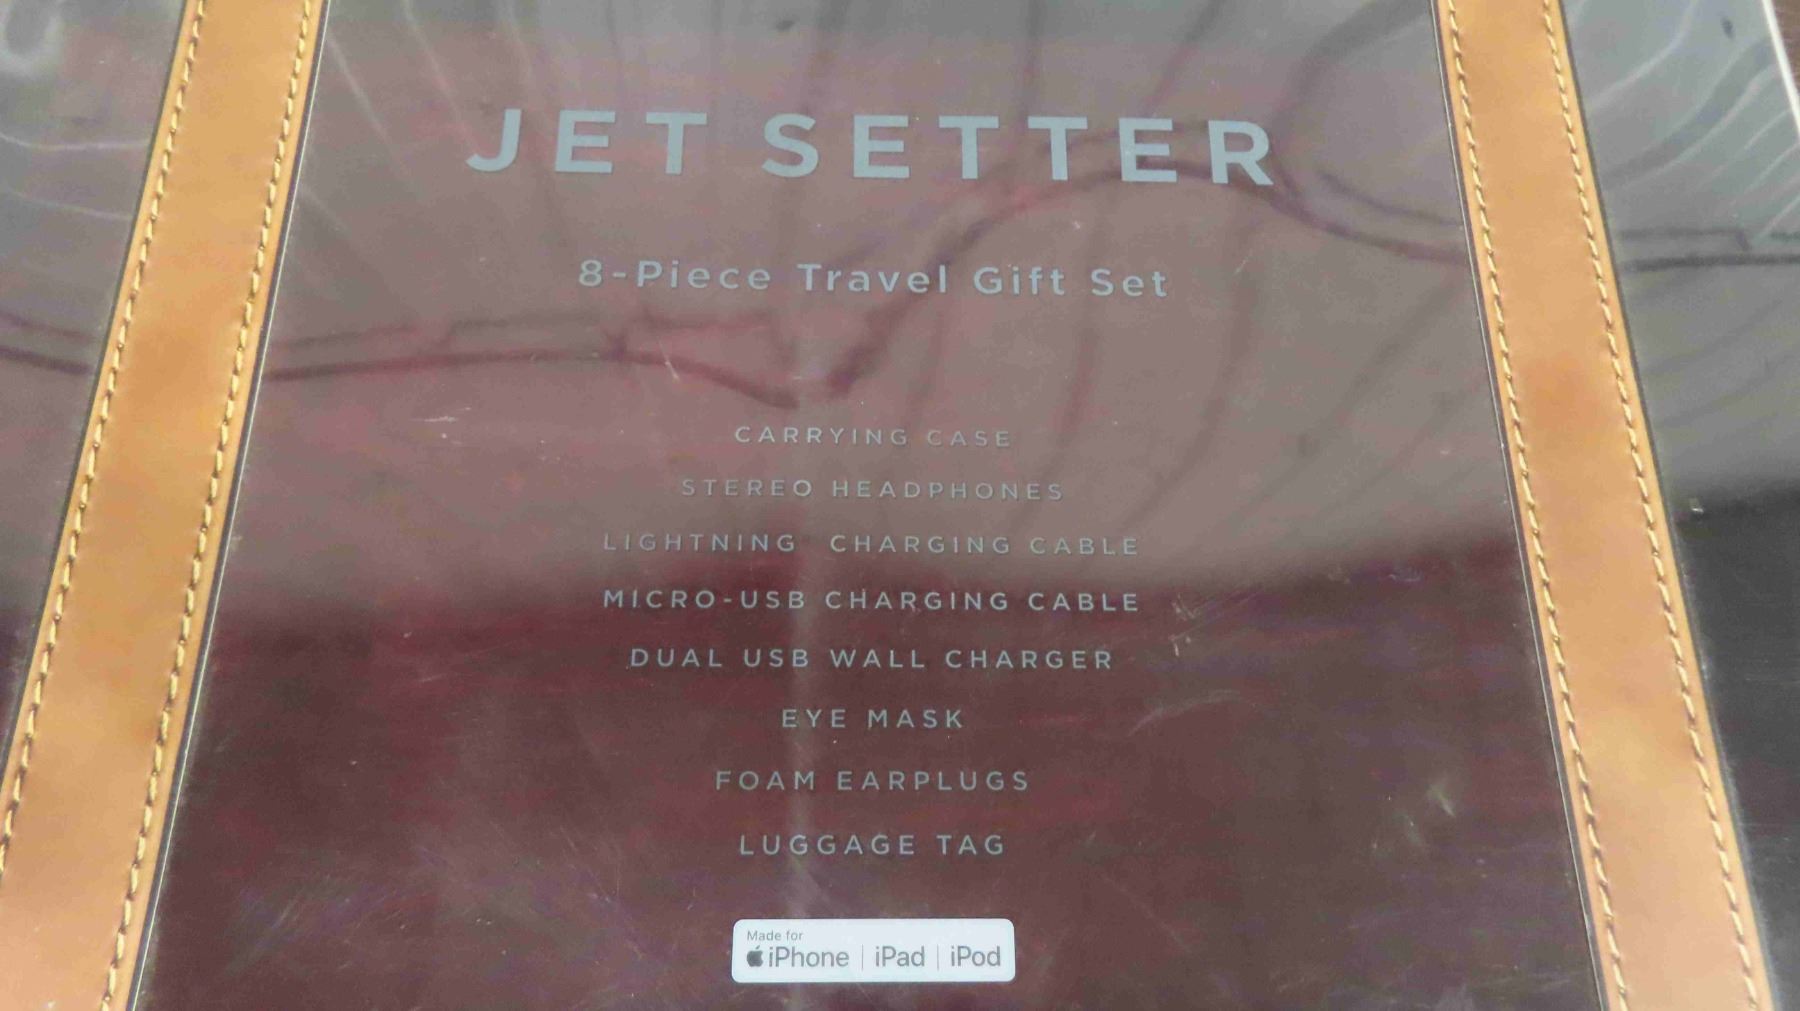 JET SETTER
8-Piece Travel Gift Set
CARRYING CASE
STEREO HEADPHONES
LIGHTNING CHARGING CABLE
MICRO-USB CHARGING CABLE
DUAL USB WALL CHARGER
EYE MASK
FOAM EARPLUGS
LUGGAGE TAG
Made for
iPhone | iPad | iPod